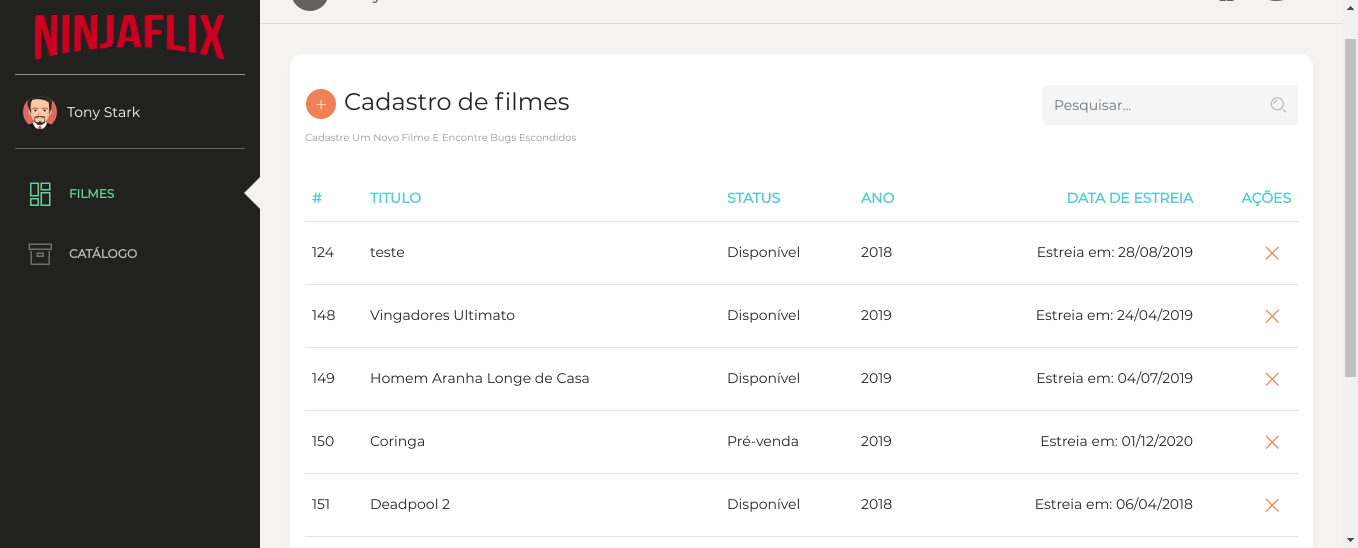 NINJAFLIX
Tony Stark
FILMES
CATÁLOGO
Cadastro de filmes
Pesquisar...
Cadastre Um Novo Filme E Encontre Bugs Escondidos
# TITULO STATUS ANO DATA DE ESTREIA AÇÕES
124 teste Disponível 2018 Estreia em: 28/08/2019
148 Vingadores Ultimato Disponível 2019 Estreia em: 24/04/2019
149 Homem Aranha Longe de Casa Disponível 2019 Estreia em: 04/07/2019
150 Coringa Pré-venda 2019 Estreia em: 01/12/2020
151 Deadpool 2 Disponível 2018 Estreia em: 06/04/2018